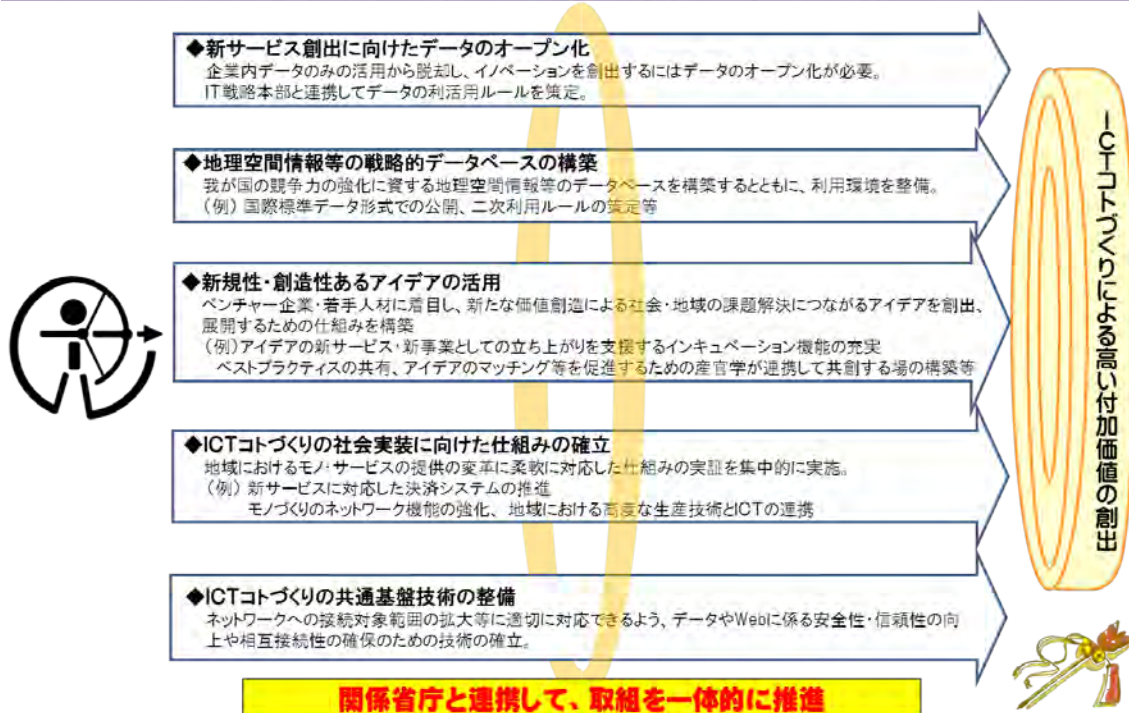 ◆新サービス創出に向けたデータのオープン化
企業内データのみの活用から脱却し、イノベーションを創出するにはデータのオープン化が必要。
IT戦略本部と連携してデータの利活用ルールを策定。
◆地理空間情報等の戦略的データベースの構築
我が国の競争力の強化に資する地理空間情報等のデータベースを構築するとともに、利用環境を整備。
（例）国際標準データ形式での公開、二次利用ルールの策定等
◆新規性・創造性あるアイデアの活用
ベンチャー企業・若手人材に着目し、新たな価値創造による社会・地域の課題解決につながるアイデアを創出、
展開するための仕組みを構築
（例）アイデアの新サービス・新事業としての立ち上がりを支援するインキュベーション機能の充実
ベストプラクティスの共有、アイデアのマッチング等を促進するための産官学が連携して共創する場の構築等
◆ICTコトづくりの社会実装に向けた仕組みの確立
地域におけるモノ・サービスの提供の変革に柔軟に対応した仕組みの実証を集中的に実施。
（例）新サービスに対応した決済システムの推進
モノづくりのネットワーク機能の強化、地域における高度な生産技術とICTの連携
◆ICTコトづくりの共通基盤技術の整備
ネットワークへの接続対象範囲の拡大等に適切に対応できるよう、データやWebに係る安全性・信頼性の向
上や相互接続性の確保のための技術の確立。
ICTコトづくりによる高い付加価値の創出
関係省庁と連携して、取組を一体的に推進